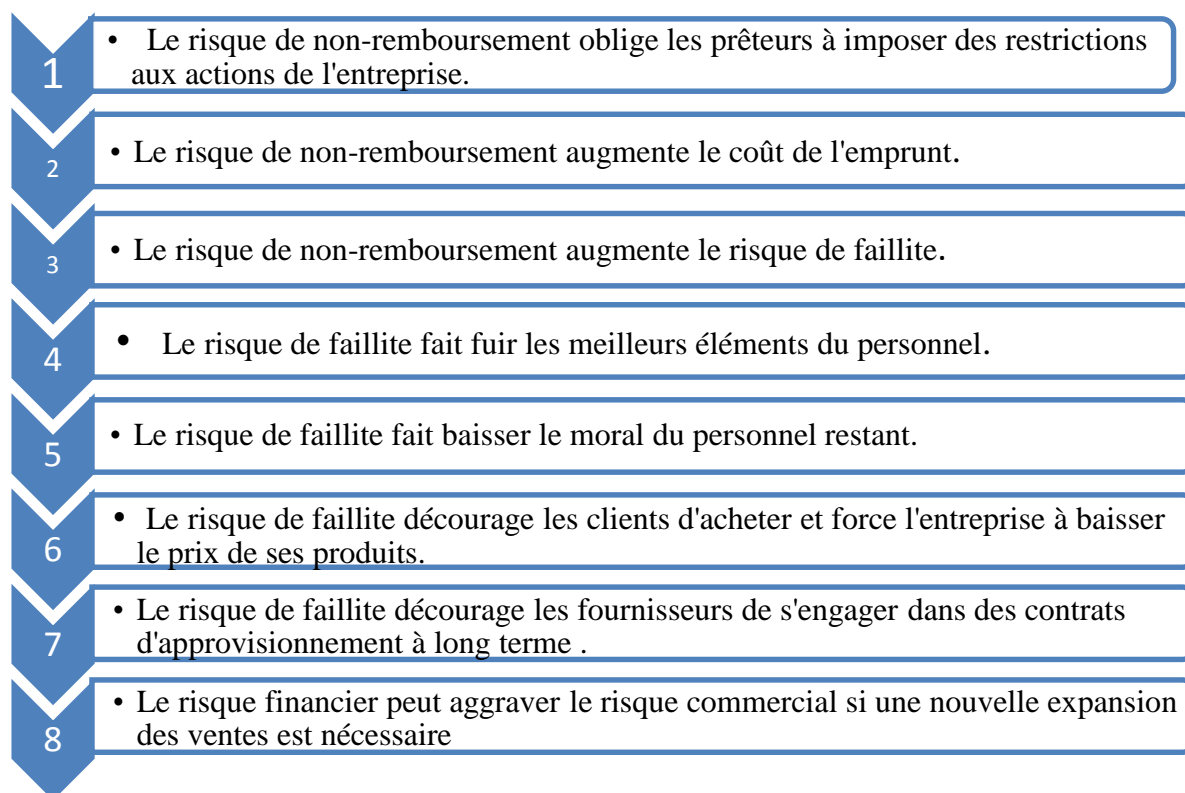 1
• Le risque de non-remboursement oblige les prêteurs à imposer des restrictions
aux actions de l'entreprise.
2
• Le risque de non-remboursement augmente le coût de l'emprunt.
3
• Le risque de non-remboursement augmente le risque de faillite.
4
• Le risque de faillite fait fuir les meilleurs éléments du personnel.
5
• Le risque de faillite fait baisser le moral du personnel restant.
6
• Le risque de faillite décourage les clients d'acheter et force l'entreprise à baisser
le prix de ses produits.
7
• Le risque de faillite décourage les fournisseurs de s'engager dans des contrats
d'approvisionnement à long terme .
8
• Le risque financier peut aggraver le risque commercial si une nouvelle expansion
des ventes est nécessaire